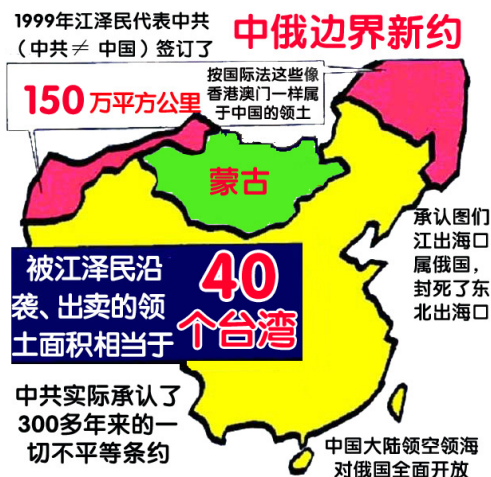 1999年江泽民代表中共
（中共≠ 中国）签订了
中俄边界新约
150万平方公里
按国际法这些像
香港澳门一样属
于中国的领土
蒙古
承认图们
江出海口
属俄国，
封死了东
北出海口
被江泽民沿
袭、出卖的领
土面积相当于
40
个台湾
中共实际承认了
300多年来的一
切不平等条约
中国大陆领空领海
对俄国全面开放